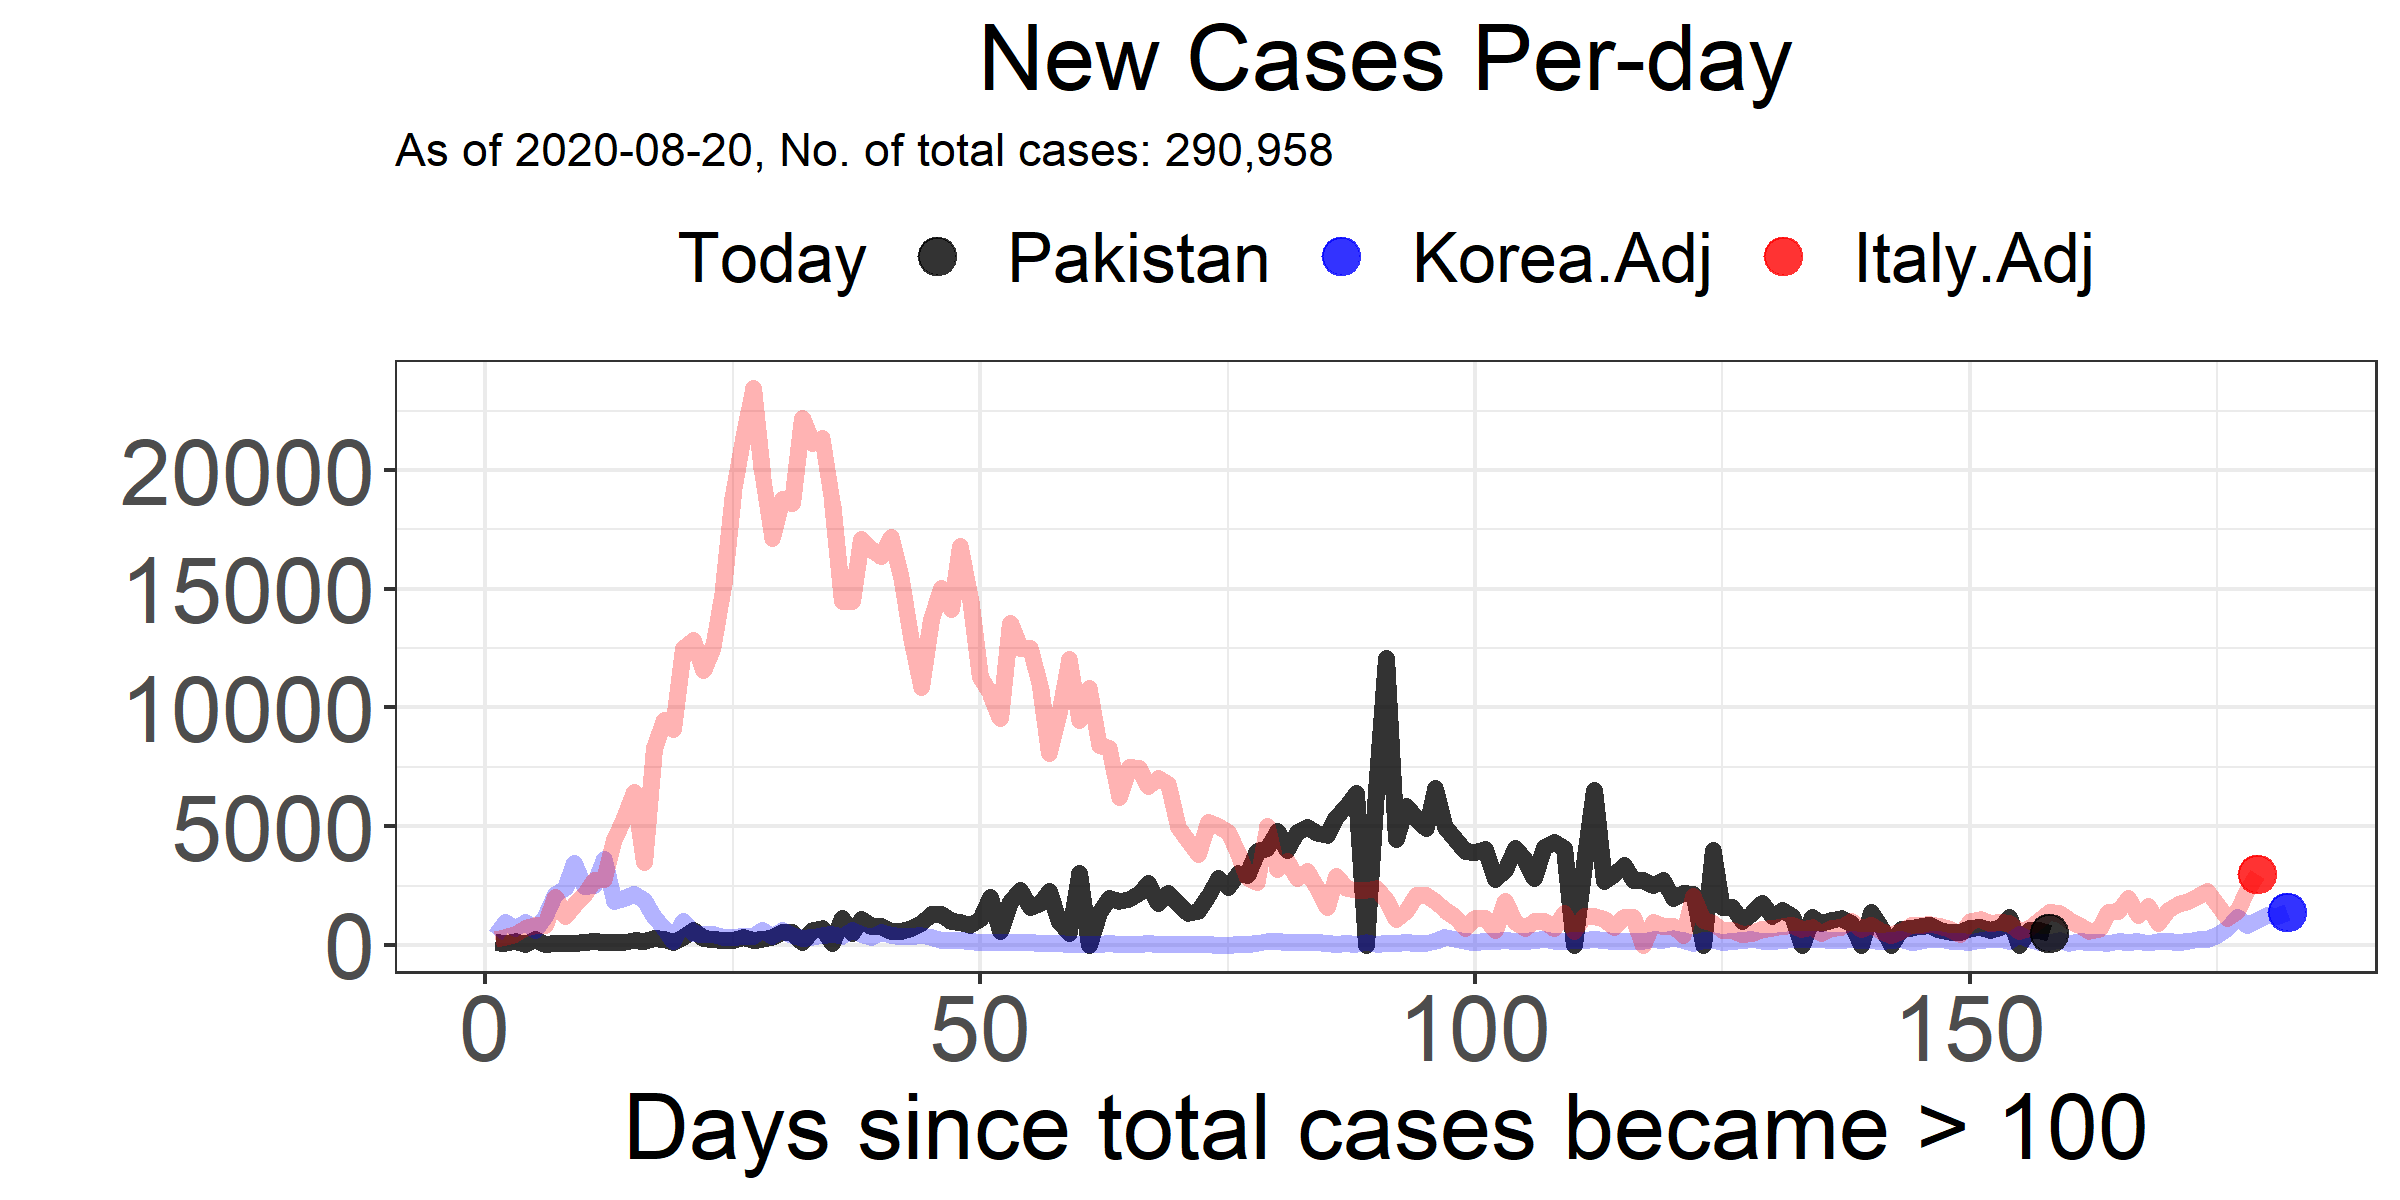 New Cases Per-day
As of 2020-08-20, No. of total cases: 290,958
Today Pakistan Korea.Adj Italy.Adj
20000
15000
10000
5000
0
0 50 100 150
Days since total cases became > 100